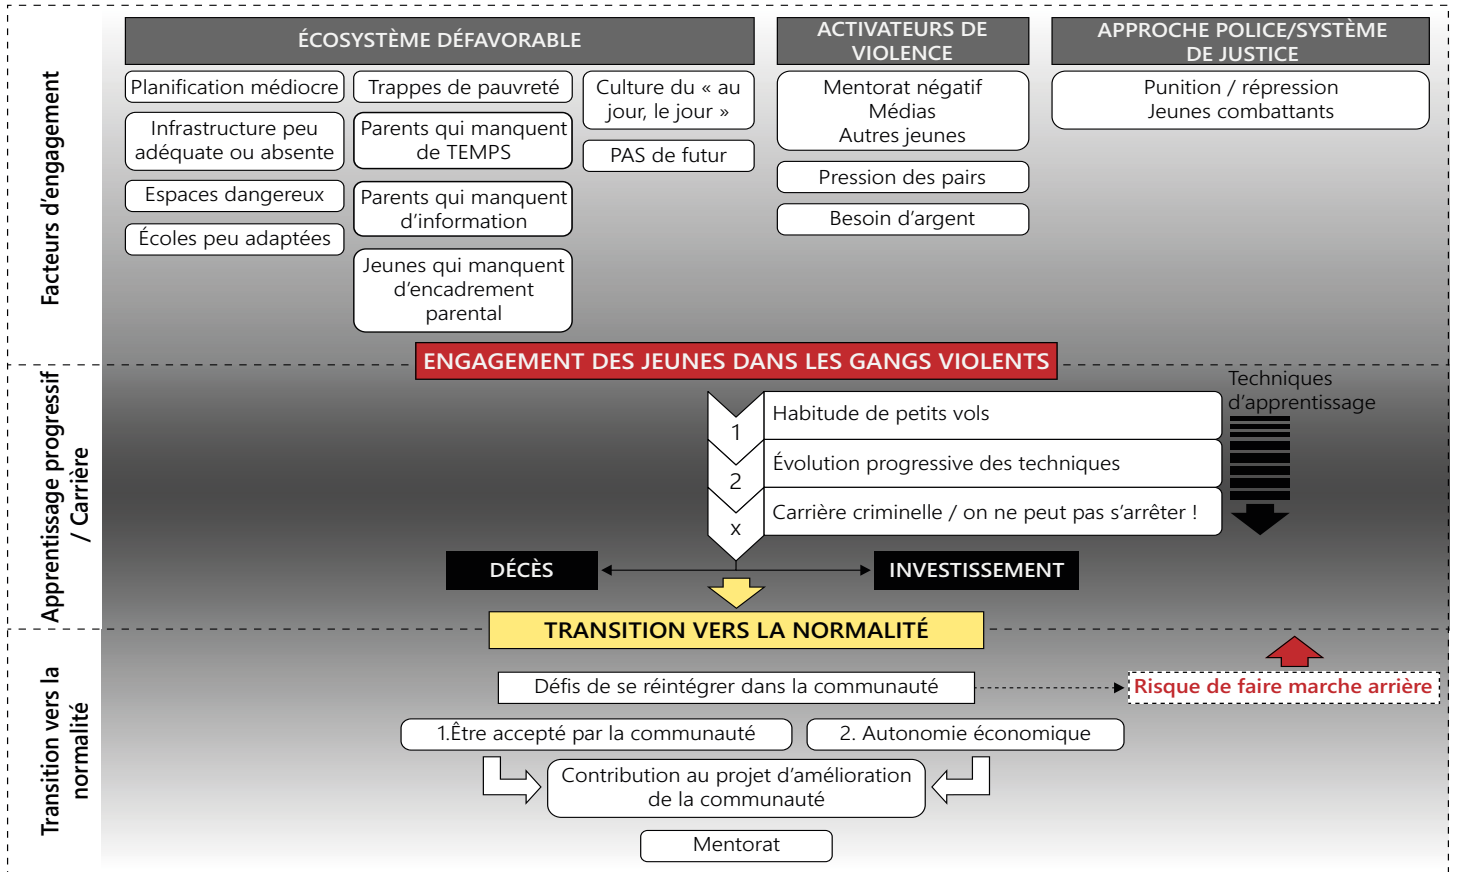 Facteurs d'engagement
ÉCOSYSTÈME DÉFAVORABLE
Planification médiocre
Infrastructure peu
adéquate ou absente
Espaces dangereux
Écoles peu adaptées
Trappes de pauvreté
Parents qui manquent
de TEMPS
Parents qui manquent
d'information
Jeunes qui manquent
d'encadrement
parental
Culture du « au
jour, le jour »
PAS de futur
ACTIVATEURS DE
VIOLENCE
Mentorat négatif
Médias
Autres jeunes
Pression des pairs
Besoin d'argent
APPROCHE POLICE/SYSTÈME
DE JUSTICE
Punition / répression
Jeunes combattants
ENGAGEMENT DES JEUNES DANS LES GANGS VIOLENTS
Apprentissage progressif
/ Carrière
1
Habitude de petits vols
2
Évolution progressive des techniques
x
Carrière criminelle / on ne peut pas s'arrêter !
Techniques
d'apprentissage
DÉCÈS
INVESTISSEMENT
TRANSITION VERS LA NORMALITÉ
Transition vers la
normalité
Défis de se réintégrer dans la communauté
Risque de faire marche arrière
1.Être accepté par la communauté
2. Autonomie économique
Contribution au projet d'amélioration
de la communauté
Mentorat